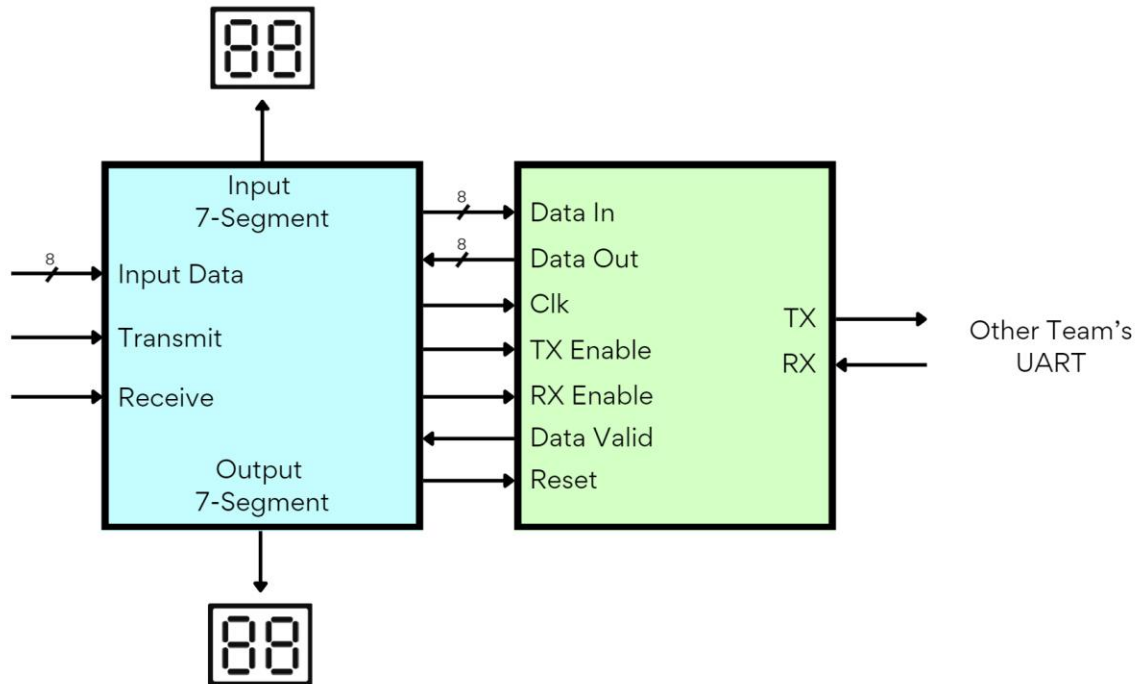 88
Input
7-Segment
8
Input Data
Transmit
Receive
Output
7-Segment
88
8
8
Data In
Data Out
Clk
TX Enable
RX Enable
Data Valid
Reset
TX
RX
Other Team's
UART